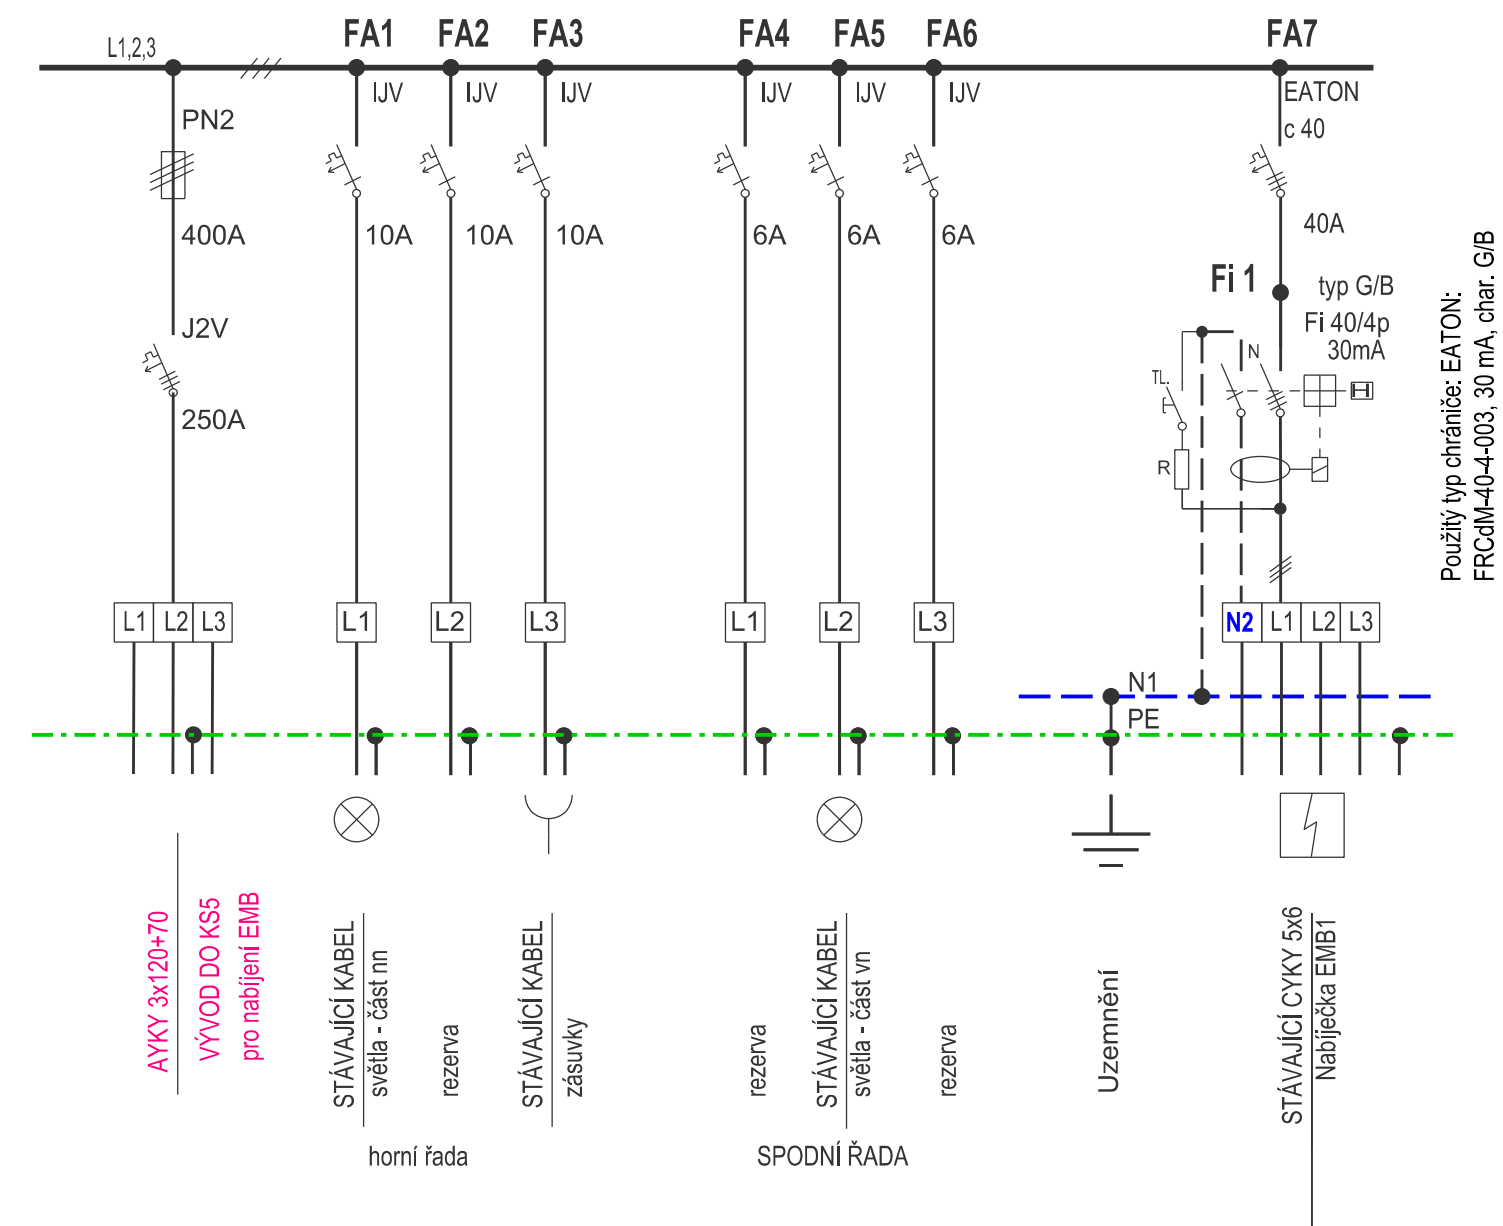 FA1 FA2 FA3 FA4 FA5 FA6 FA7
L1,2,3
IJV IJV IJV IJV IJV IJV EATON
PN2
c 40
400A 10A 10A 10A 6A 6A 6A 40A
Fi 1 typ G/B
Fi 40/4p
30mA
J2V
N
TL.
250A
R
Použitý typ chrániče: EATON:
FRCdM-40-4-003, 30 mA, char. G/B
L1 L2 L3 L1 L2 L3 L1 L2 L3 N2 L1 L2 L3
N1
PE
AYKY 3x120+70
VÝVOD DO KS5
pro nabíjení EMB
STÁVAJÍCÍ KABEL
světla - část nn
rezerva
STÁVAJÍCÍ KABEL
zásuvky
rezerva
STÁVAJÍCÍ KABEL
světla - část vn
rezerva
Uzemnění
STÁVAJÍCÍ CYKY 5x6
Nabíječka EMB1
horní řada
SPODNÍ ŘADA